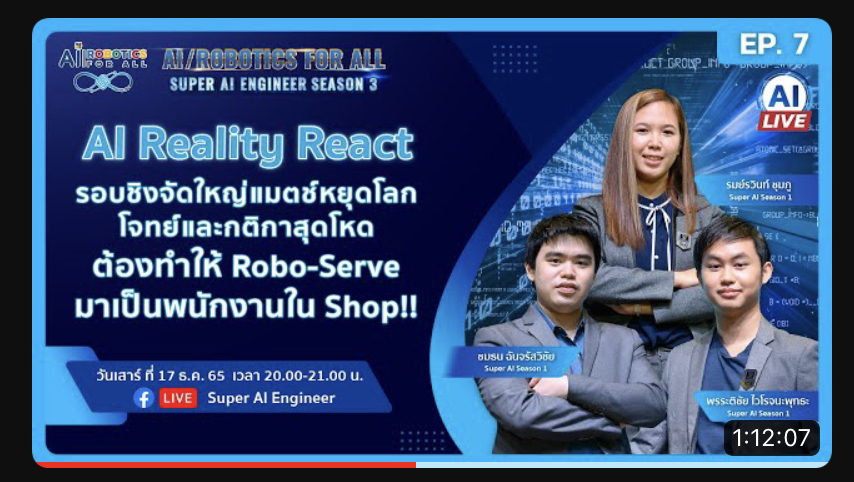 EP. 7
AI ROBOTICS
FOR ALL
AI/ROBOTICS FOR ALL
SUPER AI ENGINEER SEASON 3
AI LIVE
AI Reality React
รอบชิงจัดใหญ่แมตช์หยุดโลก
โจทย์และกติกาสุดโหด
ต้องทำให้ Robo-Serve
มาเป็นพนักงานใน Shop!!
รมย์รวินท์ ชุมภู
Super AI Season 1
ชมธน ฉันจรัสวิชัย
Super AI Season 1
พรระติชัย ไวโรจนะพุทธะ
Super AI Season 1
วันเสาร์ ที่ 17 ธ.ค. 65 เวลา 20.00-21.00 น.
f LIVE Super AI Engineer
1:12:07